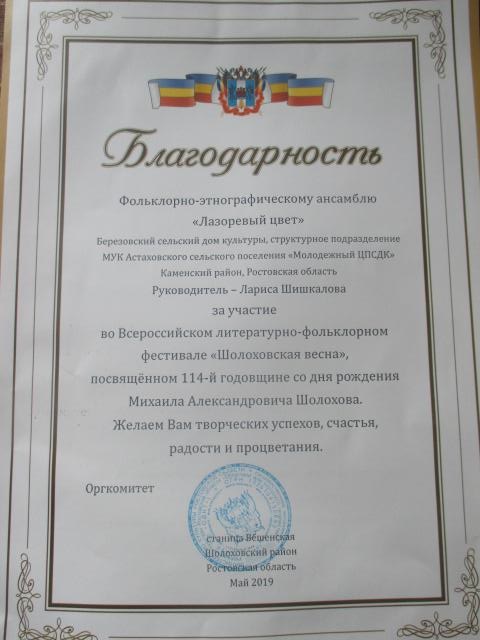 Благодарность
Фольклорно-этнографическому ансамблю
«Лазоревый цвет»
Березовский сельский дом культуры, структурное подразделение
МУК Астаховского сельского поселения «Молодежный ЦПСДК»
Каменский район, Ростовская область
Руководитель – Лариса Шишкалова
за участие
во Всероссийском литературно-фольклорном
фестивале «Шолоховская весна»,
посвящённом 114-й годовщине со дня рождения
Михаила Александровича Шолохова.
Желаем Вам творческих успехов, счастья,
радости и процветания.
Оргкомитет
станица Вёшенская
Шолоховский район
Ростовская область
Май 2019